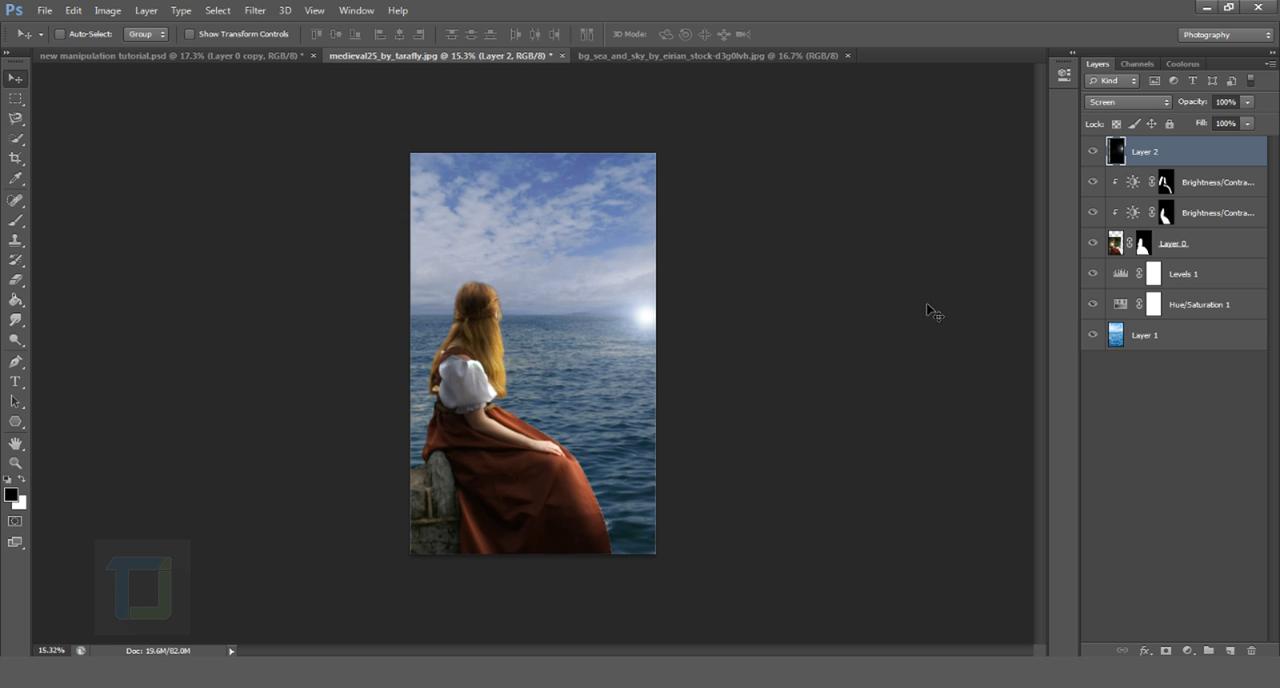 Ps File Edit Image Layer Type Select Filter 3D View Window Help
Auto-Select: Group Show Transform Controls 3D Mode: Photography
new manipulation tutorial.psd @ 17.3% (Layer 0 copy, RGB/8) * × medieval25_by_tarafly.jpg @ 15.3% (Layer 2, RGB/8) * × bg_sea_and_sky_by_eirian_stock-d3g0lvh.jpg @ 16.7% (RGB/8) ×
Layers Channels Coolorus
Kind
Screen Opacity: 100%
Lock: Fill: 100%
Layer 2
Brightness/Contra...
Brightness/Contra...
Layer 0
Levels 1
Hue/Saturation 1
Layer 1
15.32% Doc: 19.6M/82.0M
fx